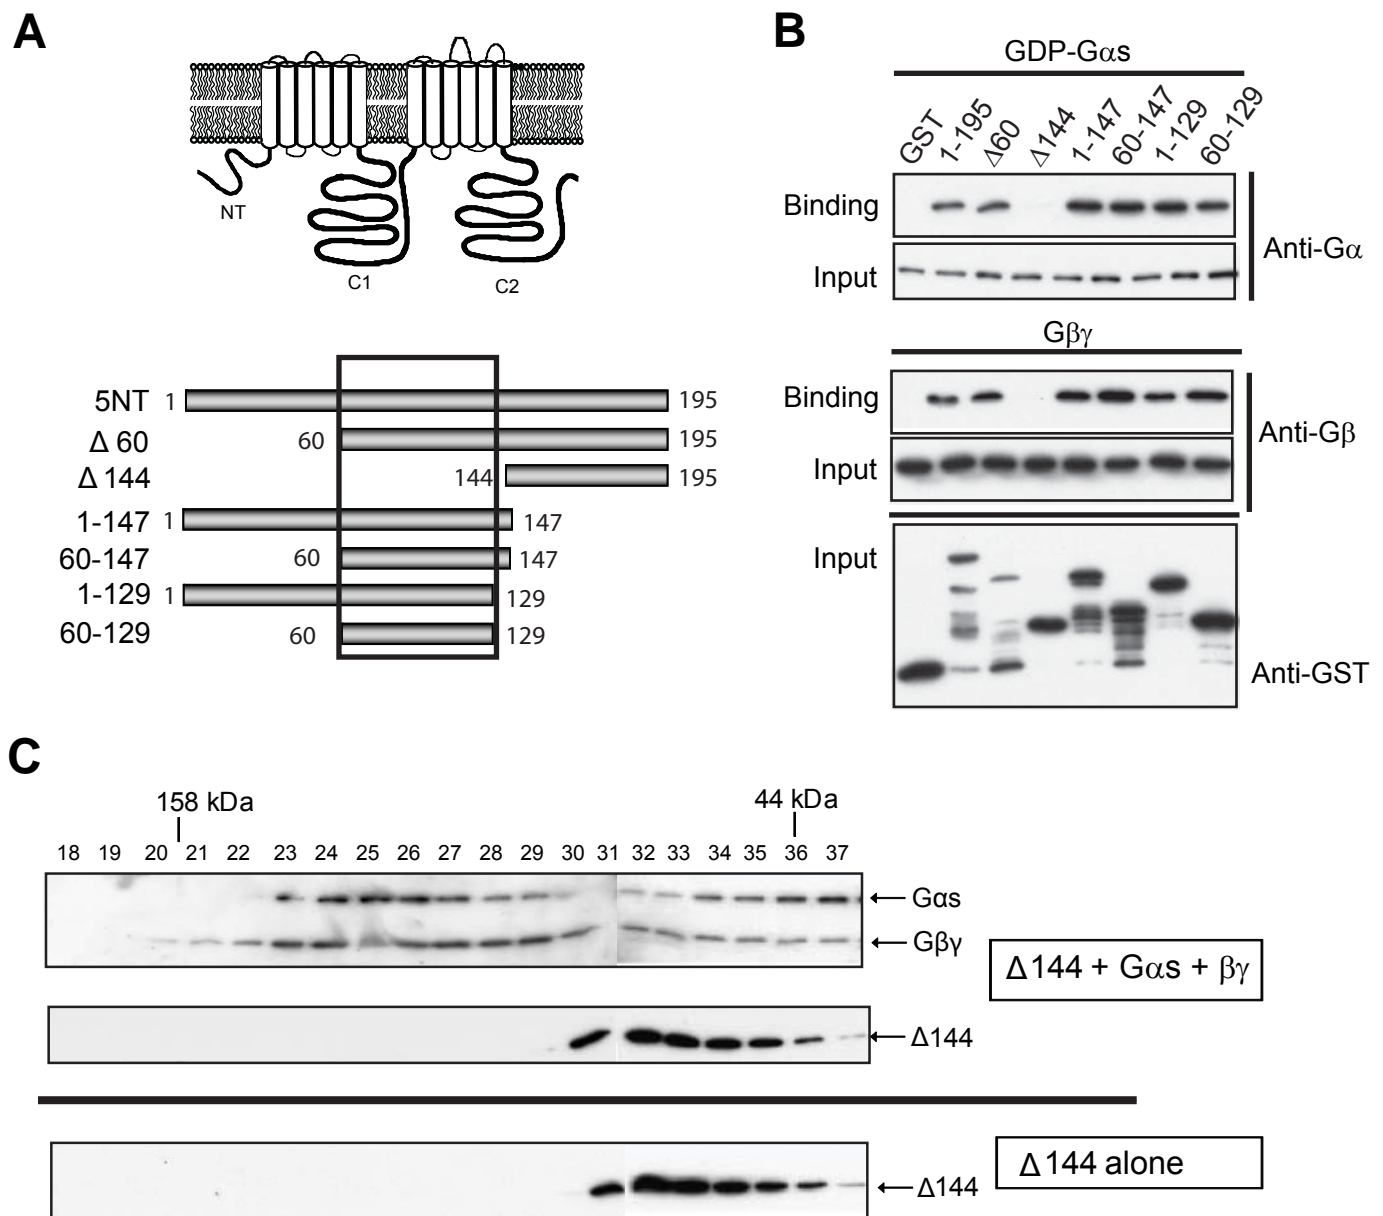 A
NT
C1
C2
5NT 1 195
Δ 60 60 195
Δ 144 144 195
1-147 1 147
60-147 60 147
1-129 1 129
60-129 60 129
B
GDP-Gαs
GST 1-195 Δ60 Δ144 1-147 60-147 1-129 60-129
Binding
Input
Anti-Gα
Gβγ
Binding
Input
Anti-Gβ
Input
Anti-GST
C
158 kDa 44 kDa
18 19 20 21 22 23 24 25 26 27 28 29 30 31 32 33 34 35 36 37
Gαs
Gβγ
Δ144 + Gαs + βγ
Δ144
Δ144 alone
Δ144